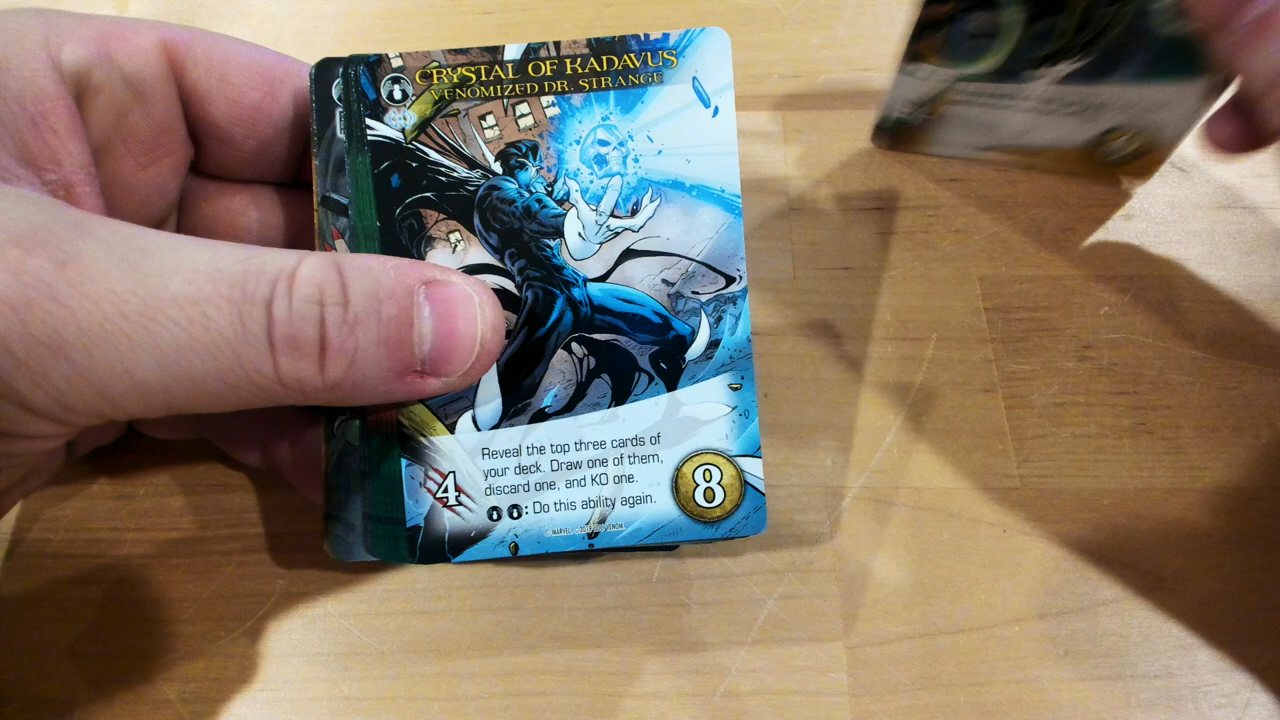 CRYSTAL OF KADAVUS
VENOMIZED DR. STRANGE
Reveal the top three cards of
your deck. Draw one of them,
discard one, and KO one.
: Do this ability again.
4
8